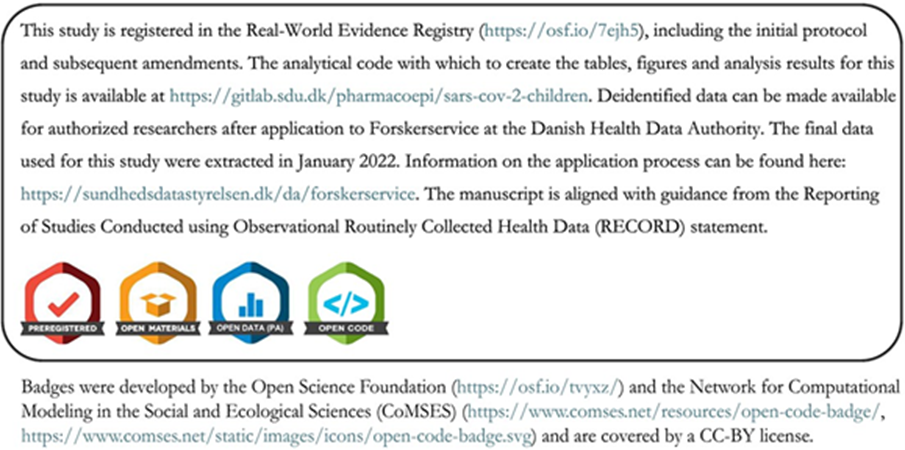 This study is registered in the Real-World Evidence Registry (https://osf.io/7ejh5), including the initial protocol
and subsequent amendments. The analytical code with which to create the tables, figures and analysis results for this
study is available at https://gitlab.sdu.dk/pharmacoepi/sars-cov-2-children. Deidentified data can be made available
for authorized researchers after application to Forskerservice at the Danish Health Data Authority. The final data
used for this study were extracted in January 2022. Information on the application process can be found here:
https://sundhedsdatastyrelsen.dk/da/forskerservice. The manuscript is aligned with guidance from the Reporting
of Studies Conducted using Observational Routinely Collected Health Data (RECORD) statement.
PREREGISTERED OPEN MATERIALS OPEN DATA (PA) </> OPEN CODE
Badges were developed by the Open Science Foundation (https://osf.io/tvyxz/) and the Network for Computational
Modeling in the Social and Ecological Sciences (CoMSES) (https://www.comses.net/resources/open-code-badge/,
https://www.comses.net/static/images/icons/open-code-badge.svg) and are covered by a CC-BY license.